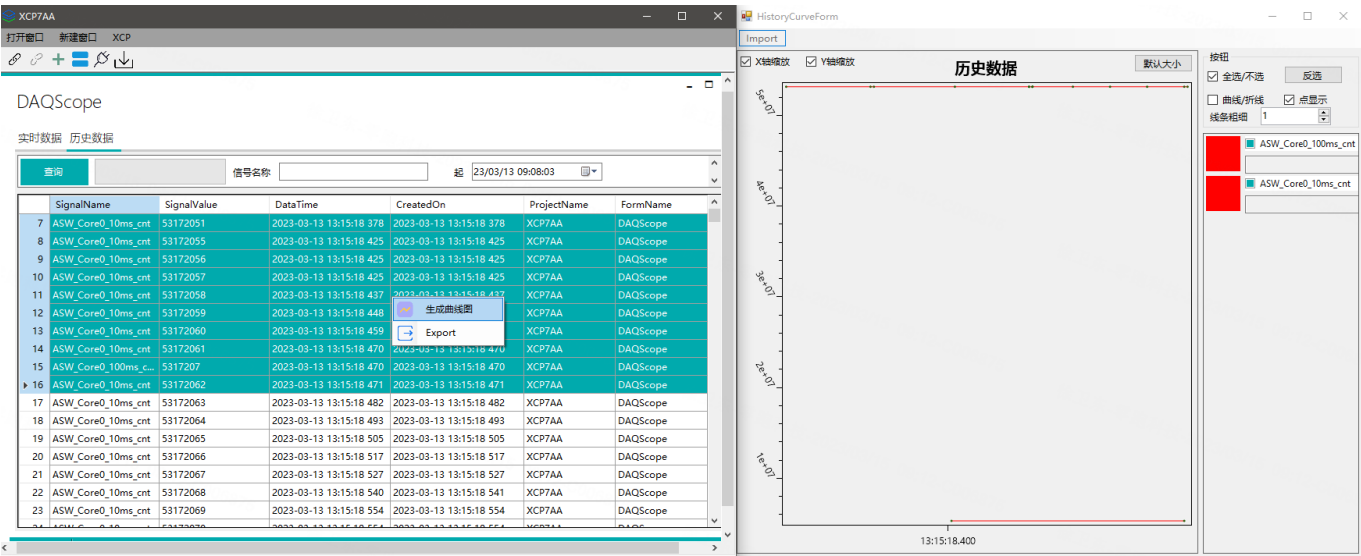 XCP7AA
打开窗口 新建窗口 XCP
DAQScope
实时数据 历史数据
查询 信号名称 起 23/03/13 09:08:03
SignalName SignalValue DataTime CreatedOn ProjectName FormName
7 ASW_Core0_10ms_cnt 53172051 2023-03-13 13:15:18 378 2023-03-13 13:15:18 378 XCP7AA DAQScope
8 ASW_Core0_10ms_cnt 53172055 2023-03-13 13:15:18 425 2023-03-13 13:15:18 425 XCP7AA DAQScope
9 ASW_Core0_10ms_cnt 53172056 2023-03-13 13:15:18 425 2023-03-13 13:15:18 425 XCP7AA DAQScope
10 ASW_Core0_10ms_cnt 53172057 2023-03-13 13:15:18 425 2023-03-13 13:15:18 425 XCP7AA DAQScope
11 ASW_Core0_10ms_cnt 53172058 2023-03-13 13:15:18 437 2023-03-13 13:15:18 437 XCP7AA DAQScope
12 ASW_Core0_10ms_cnt 53172059 2023-03-13 13:15:18 448 生成曲线图 XCP7AA DAQScope
13 ASW_Core0_10ms_cnt 53172060 2023-03-13 13:15:18 459 Export XCP7AA DAQScope
14 ASW_Core0_10ms_cnt 53172061 2023-03-13 13:15:18 470 2023-03-13 13:15:18 470 XCP7AA DAQScope
15 ASW_Core0_100ms_c... 531720​7 2023-03-13 13:15:18 470 2023-03-13 13:15:18 470 XCP7AA DAQScope
16 ASW_Core0_10ms_cnt 53172062 2023-03-13 13:15:18 471 2023-03-13 13:15:18 471 XCP7AA DAQScope
17 ASW_Core0_10ms_cnt 53172063 2023-03-13 13:15:18 482 2023-03-13 13:15:18 482 XCP7AA DAQScope
18 ASW_Core0_10ms_cnt 53172064 2023-03-13 13:15:18 493 2023-03-13 13:15:18 493 XCP7AA DAQScope
19 ASW_Core0_10ms_cnt 53172065 2023-03-13 13:15:18 505 2023-03-13 13:15:18 505 XCP7AA DAQScope
20 ASW_Core0_10ms_cnt 53172066 2023-03-13 13:15:18 517 2023-03-13 13:15:18 517 XCP7AA DAQScope
21 ASW_Core0_10ms_cnt 53172067 2023-03-13 13:15:18 527 2023-03-13 13:15:18 527 XCP7AA DAQScope
22 ASW_Core0_10ms_cnt 53172068 2023-03-13 13:15:18 540 2023-03-13 13:15:18 541 XCP7AA DAQScope
23 ASW_Core0_10ms_cnt 53172069 2023-03-13 13:15:18 554 2023-03-13 13:15:18 554 XCP7AA DAQScope
HistoryCurveForm
Import
X轴缩放 Y轴缩放 历史数据 默认大小
5e+07
4e+07
3e+07
2e+07
1e+07
13:15:18.400
按钮
全选/不选 反选
曲线/折线 点显示
线条粗细 1
ASW_Core0_100ms_cnt
ASW_Core0_10ms_cnt